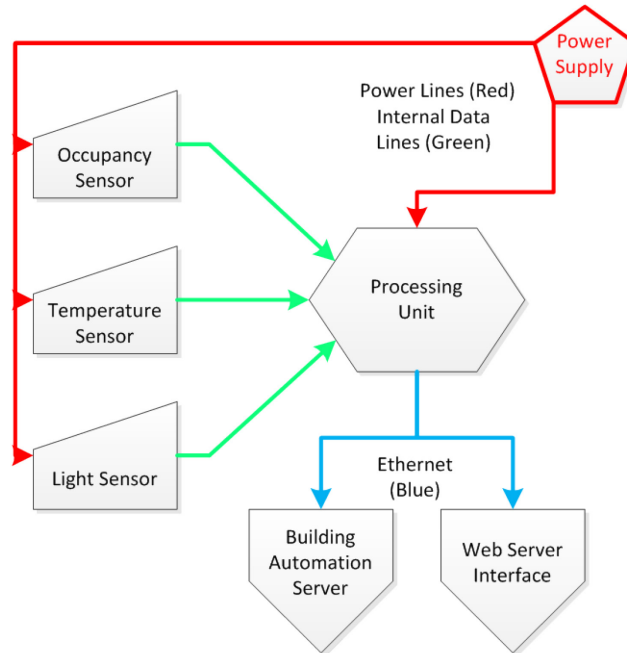 Power
Supply
Power Lines (Red)
Internal Data
Lines (Green)
Occupancy
Sensor
Temperature
Sensor
Processing
Unit
Light Sensor
Ethernet
(Blue)
Building
Automation
Server
Web Server
Interface